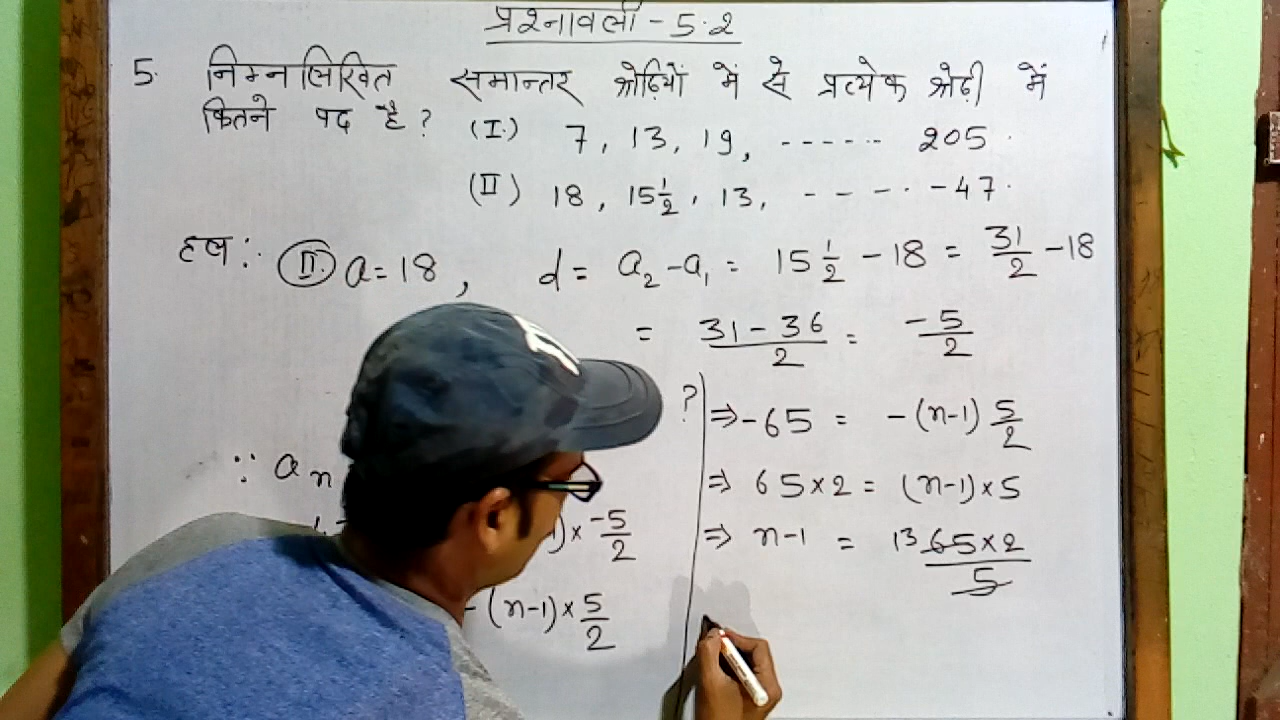 प्रश्नावली - 5.2
5. निम्नलिखित समान्तर श्रेढ़ियों में से प्रत्येक श्रेढ़ी में
कितने पद है ? (I.) 7, 13, 19, ------ 205.
(II) 18, 15½, 13, ---- -47.
हल :. (II) a = 18, d = a₂ - a₁ = 15½ - 18 = 31/2 - 18
= 31 - 36/2 = -5/2
?
∵ aₙ
) × -5/2
- (n-1) × 5/2
⇒ -65 = -(n-1) 5/2
⇒ 65×2 = (n-1)×5
⇒ n-1 = 13 65×2/5